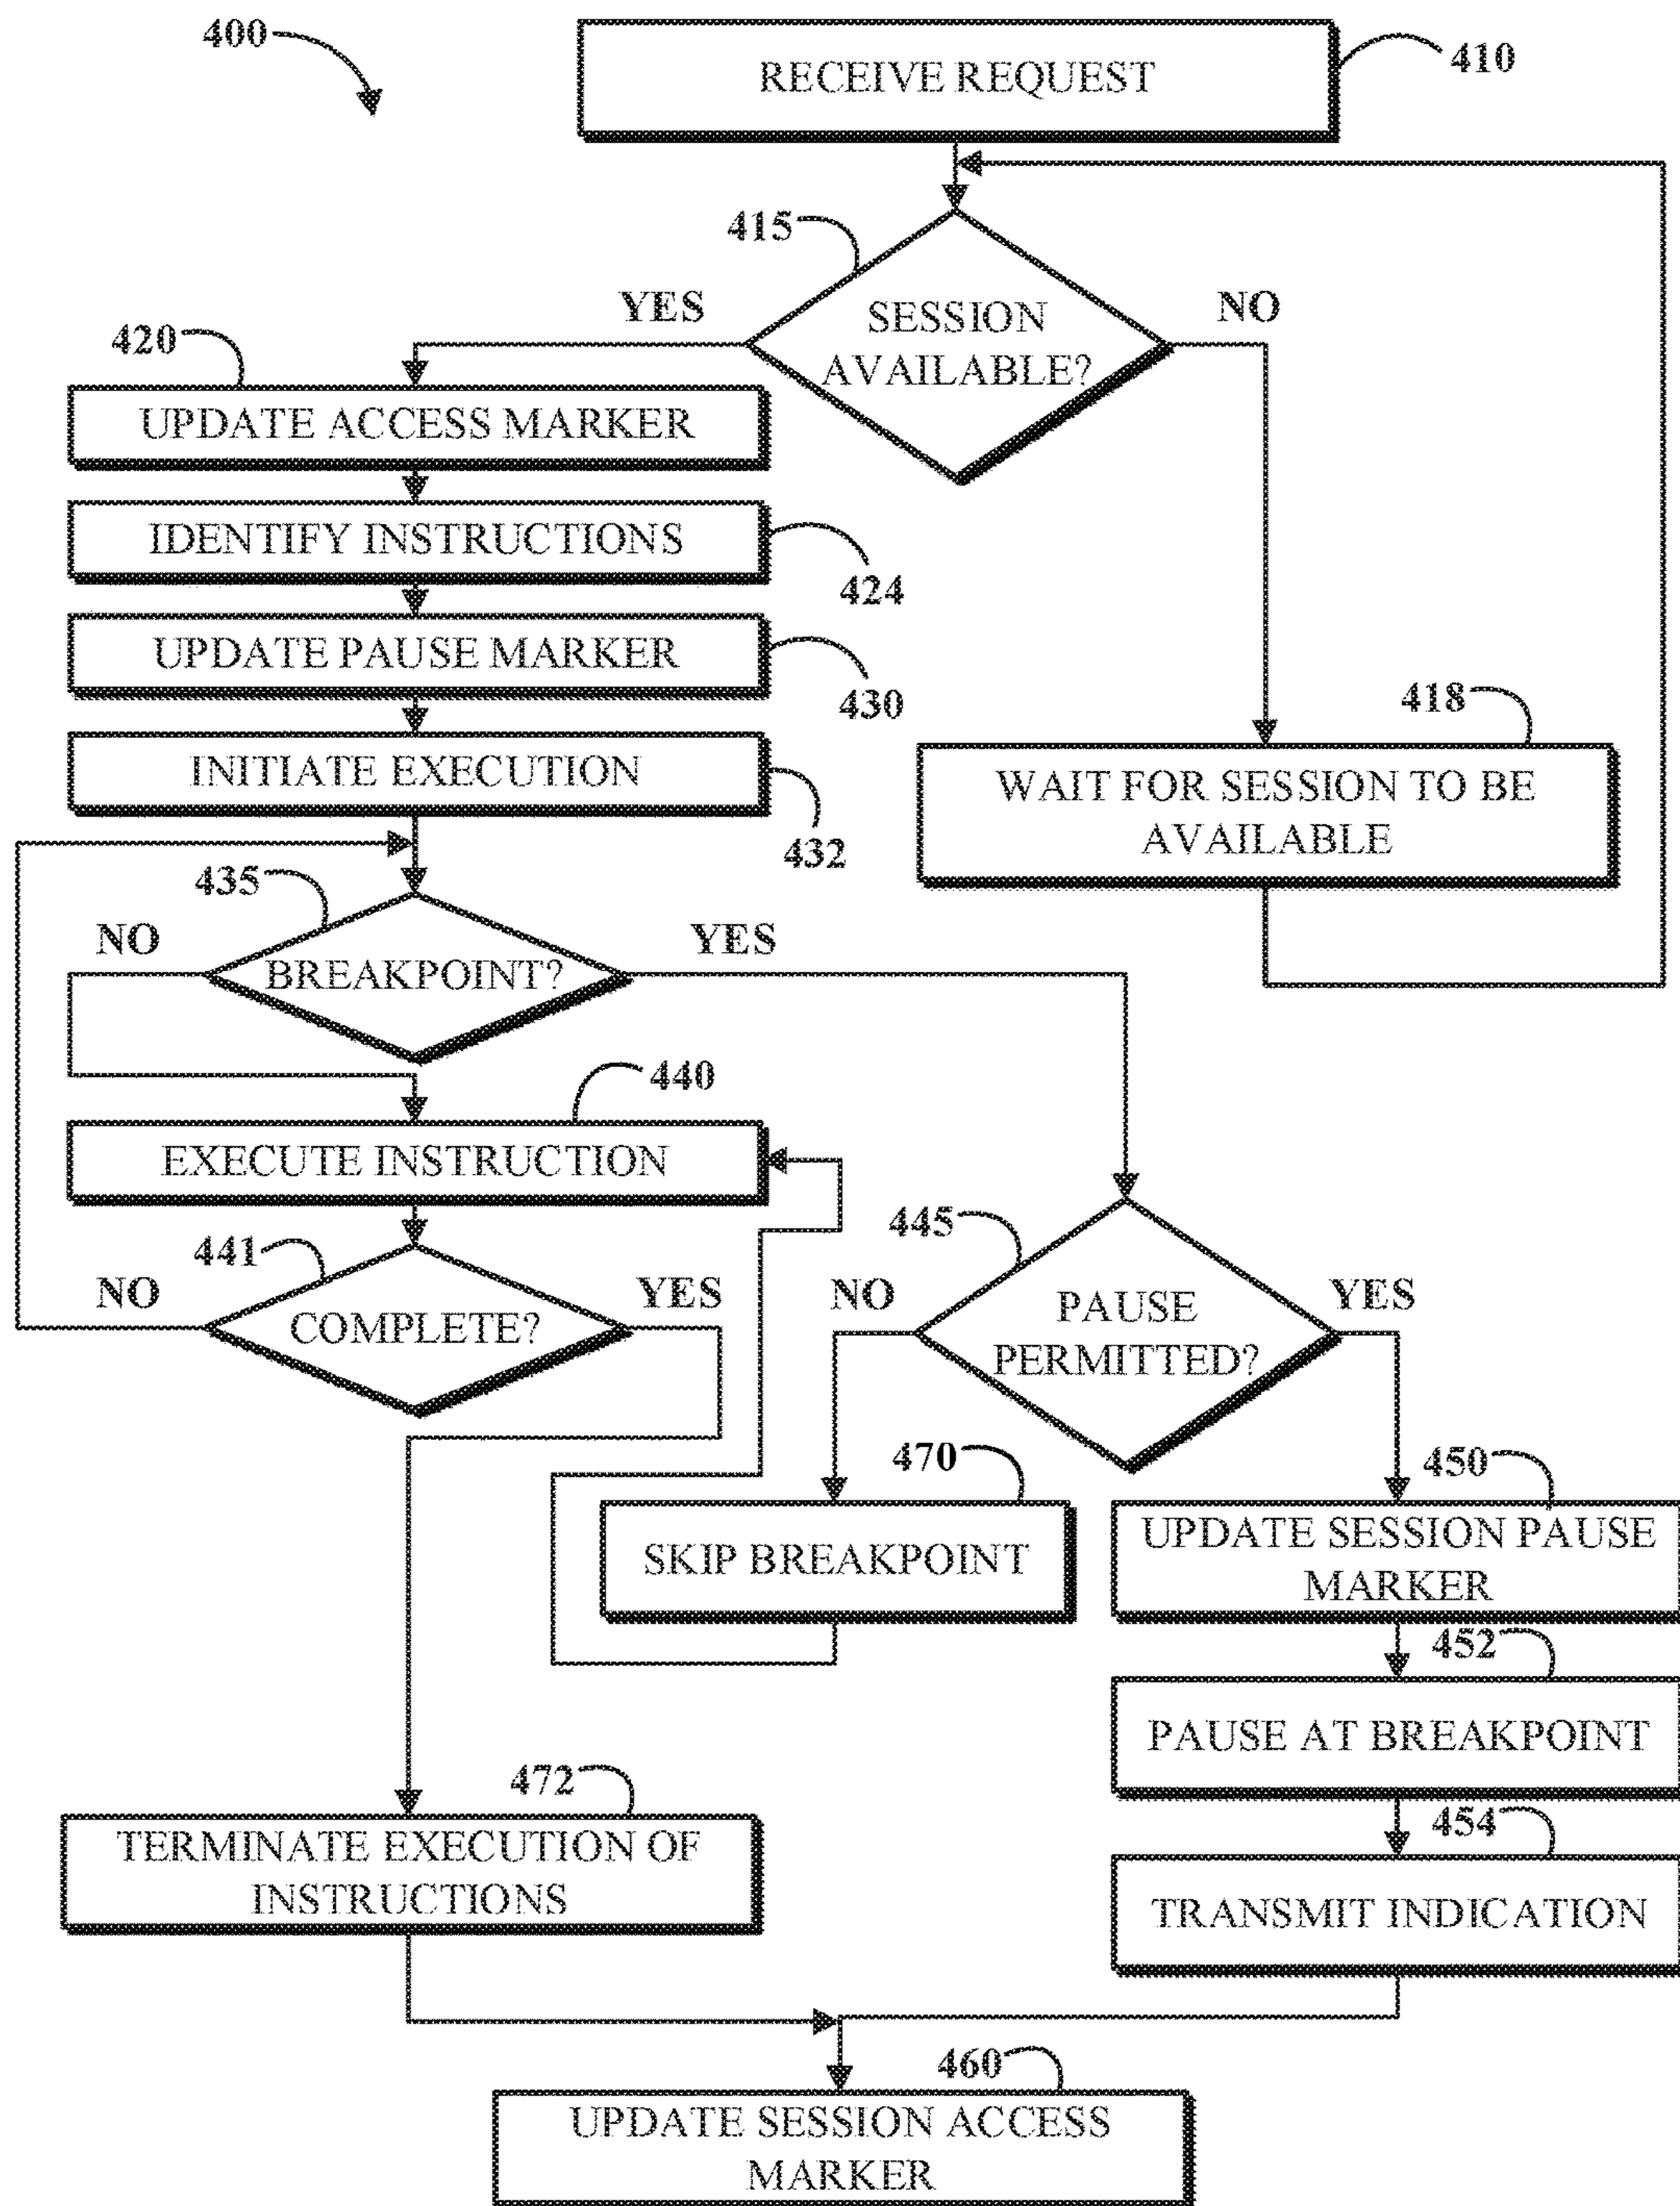 400
RECEIVE REQUEST
410
415
YES
SESSION
AVAILABLE?
NO
420
UPDATE ACCESS MARKER
IDENTIFY INSTRUCTIONS
424
UPDATE PAUSE MARKER
430
418
INITIATE EXECUTION
432
WAIT FOR SESSION TO BE
AVAILABLE
435
NO
BREAKPOINT?
YES
440
EXECUTE INSTRUCTION
441
NO
COMPLETE?
YES
445
NO
PAUSE
PERMITTED?
YES
470
SKIP BREAKPOINT
450
UPDATE SESSION PAUSE
MARKER
452
PAUSE AT BREAKPOINT
472
TERMINATE EXECUTION OF
INSTRUCTIONS
454
TRANSMIT INDICATION
460
UPDATE SESSION ACCESS
MARKER